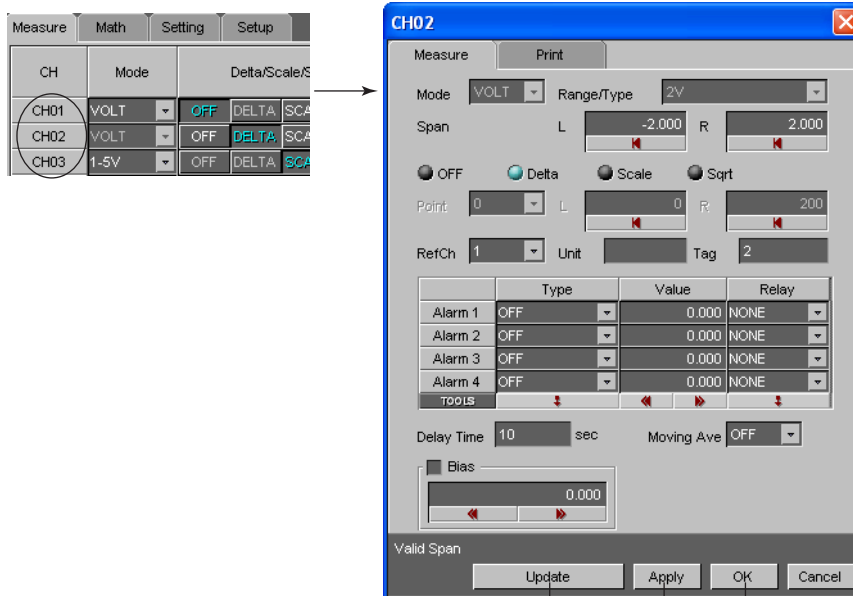 Measure Math Setting Setup
CH Mode Delta/Scale/S
CH01 VOLT OFF DELTA SCA
CH02 VOLT OFF DELTA SCA
CH03 1-5V OFF DELTA SCA
CH02
Measure Print
Mode VOLT Range/Type 2V
Span L -2.000 R 2.000
OFF Delta Scale Sqrt
Point 0 L 0 R 200
RefCh 1 Unit Tag 2
Type Value Relay
Alarm 1 OFF 0.000 NONE
Alarm 2 OFF 0.000 NONE
Alarm 3 OFF 0.000 NONE
Alarm 4 OFF 0.000 NONE
TOOLS
Delay Time 10 sec Moving Ave OFF
Bias
0.000
Valid Span
Update Apply OK Cancel